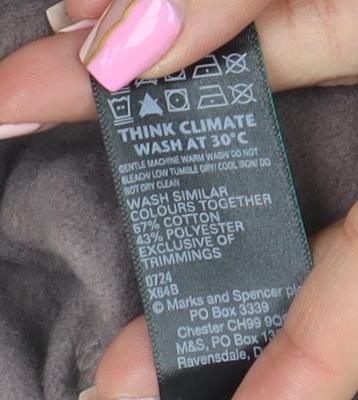 THINK CLIMATE
WASH AT 30°C
GENTLE MACHINE WARM WASH/ DO NOT
BLEACH/ LOW TUMBLE DRY/ COOL IRON/ DO
NOT DRY CLEAN
WASH SIMILAR
COLOURS TOGETHER
57% COTTON
43% POLYESTER
EXCLUSIVE OF
TRIMMINGS
0724
X64B
© Marks and Spencer
PO Box 3339
Chester CH99
M&S, PO Box
Ravensdale,